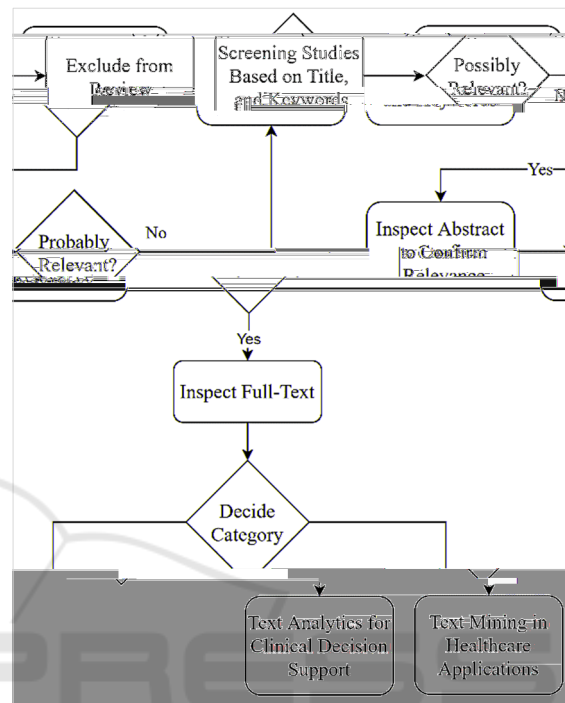 Exclude from
Review
Screening Studies
Based on Title,
and Keywords
Possibly
Relevant?
Yes
No
Probably
Relevant?
Inspect Abstract
to Confirm
Relevance
Yes
Inspect Full-Text
Decide
Category
Text Analytics for
Clinical Decision
Support
Text Mining in
Healthcare
Applications